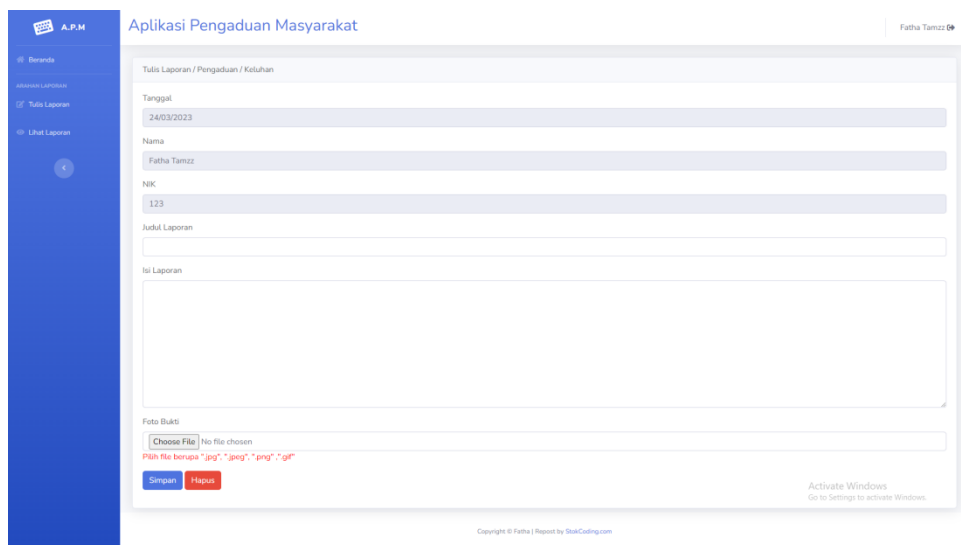 A.P.M
Aplikasi Pengaduan Masyarakat
Fatha Tamzz
Beranda
ARAHAN LAPORAN
Tulis Laporan
Lihat Laporan
Tulis Laporan / Pengaduan / Keluhan
Tanggal
24/03/2023
Nama
Fatha Tamzz
NIK
123
Judul Laporan
Isi Laporan
Foto Bukti
Choose File No file chosen
Pilih file berupa ".jpg", ".jpeg", ".png" ,".gif"
Simpan Hapus
Activate Windows
Go to Settings to activate Windows.
Copyright © Fatha | Repost by StokCoding.com